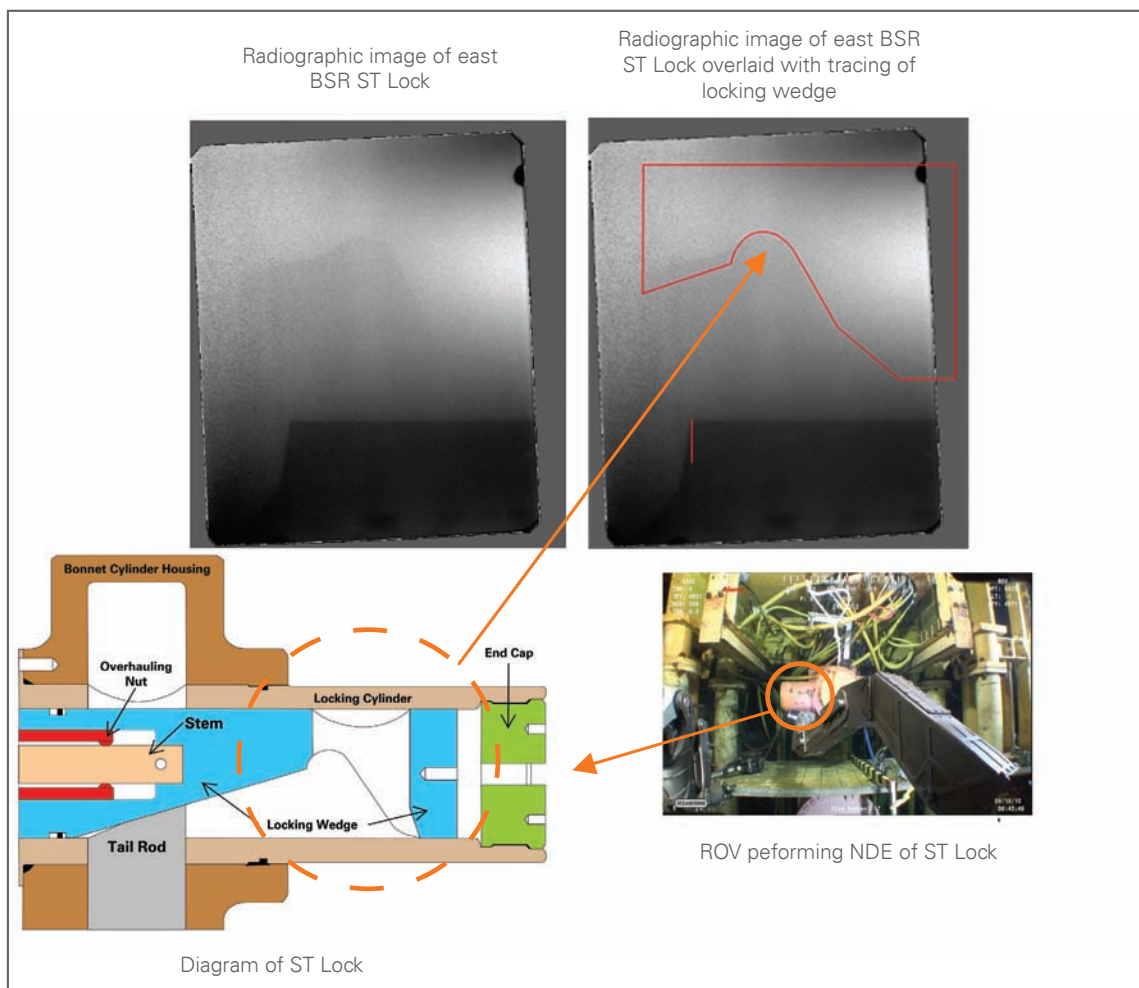 Radiographic image of east
BSR ST Lock
Radiographic image of east BSR
ST Lock overlaid with tracing of
locking wedge
Bonnet Cylinder Housing
Overhauling
Nut
Stem
Locking Cylinder
End Cap
Locking Wedge
Tail Rod
Diagram of ST Lock
ROV peforming NDE of ST Lock